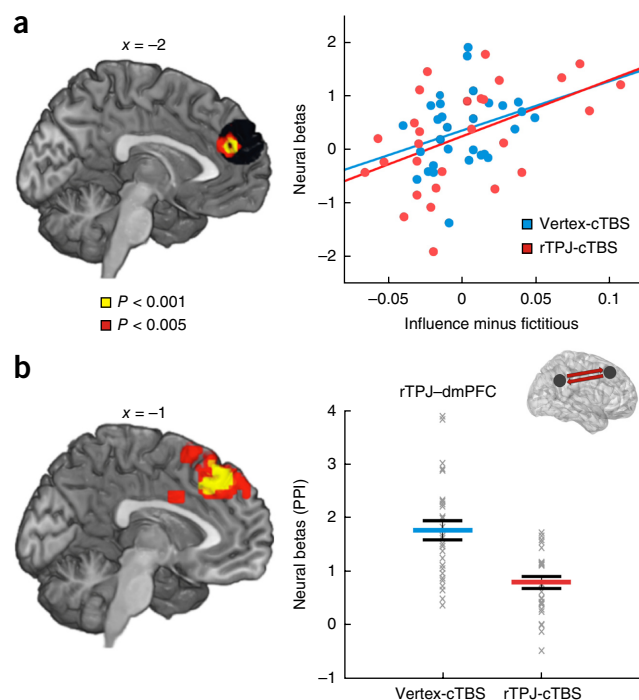 a
x = –2
P < 0.001
P < 0.005
Neural betas
2
1
0
–1
–2
Vertex-cTBS
rTPJ-cTBS
–0.05
0
0.05
0.10
Influence minus fictitious
b
x = –1
rTPJ–dmPFC
Neural betas (PPI)
4
3
2
1
0
–1
Vertex-cTBS
rTPJ-cTBS